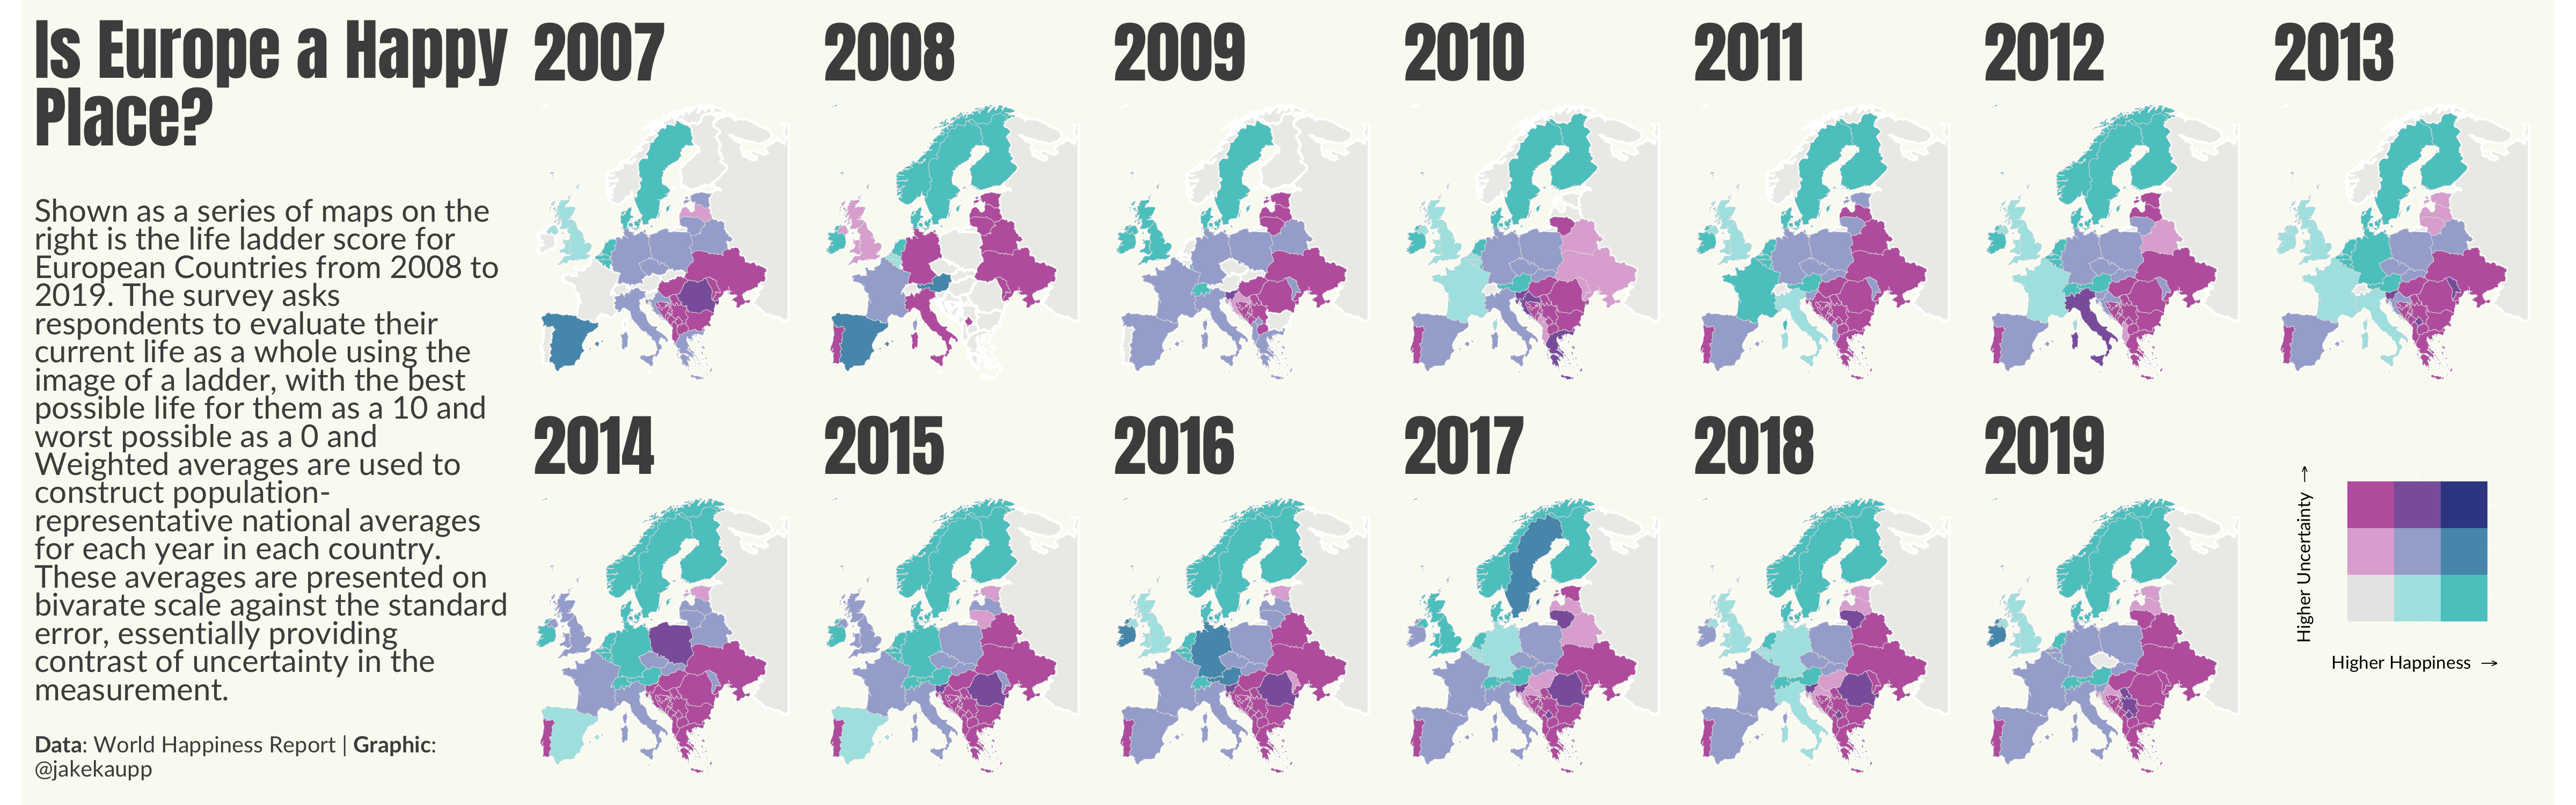 Is Europe a Happy
Place?
Shown as a series of maps on the
right is the life ladder score for
European Countries from 2008 to
2019. The survey asks
respondents to evaluate their
current life as a whole using the
image of a ladder, with the best
possible life for them as a 10 and
worst possible as a 0 and
Weighted averages are used to
construct population-
representative national averages
for each year in each country.
These averages are presented on
bivarate scale against the standard
error, essentially providing
contrast of uncertainty in the
measurement.
Data: World Happiness Report | Graphic:
@jakekaupp
2007
2008
2009
2010
2011
2012
2013
2014
2015
2016
2017
2018
2019
Higher Uncertainty →
Higher Happiness →